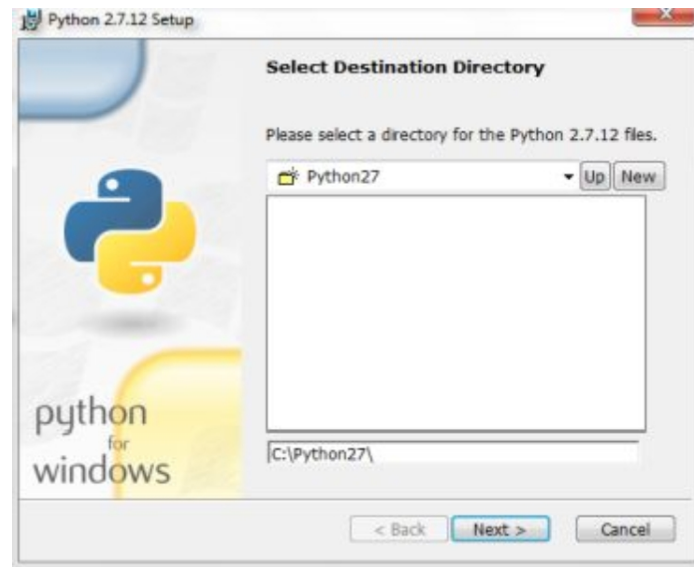 Python 2.7.12 Setup
Select Destination Directory
Please select a directory for the Python 2.7.12 files.
Python27
Up
New
C:\Python27\
python
for
windows
< Back
Next >
Cancel